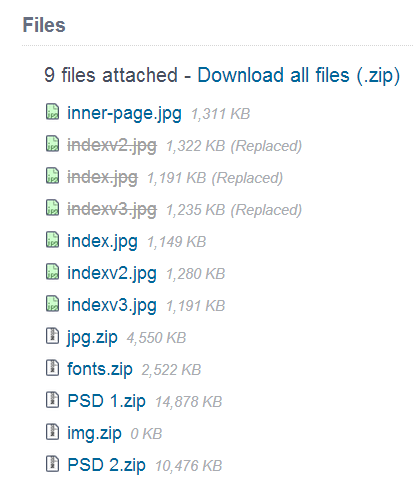 Files
9 files attached - Download all files (.zip)
inner-page.jpg 1,311 KB
indexv2.jpg 1,322 KB (Replaced)
index.jpg 1,191 KB (Replaced)
indexv3.jpg 1,235 KB (Replaced)
index.jpg 1,149 KB
indexv2.jpg 1,280 KB
indexv3.jpg 1,191 KB
jpg.zip 4,550 KB
fonts.zip 2,522 KB
PSD 1.zip 14,878 KB
img.zip 0 KB
PSD 2.zip 10,476 KB